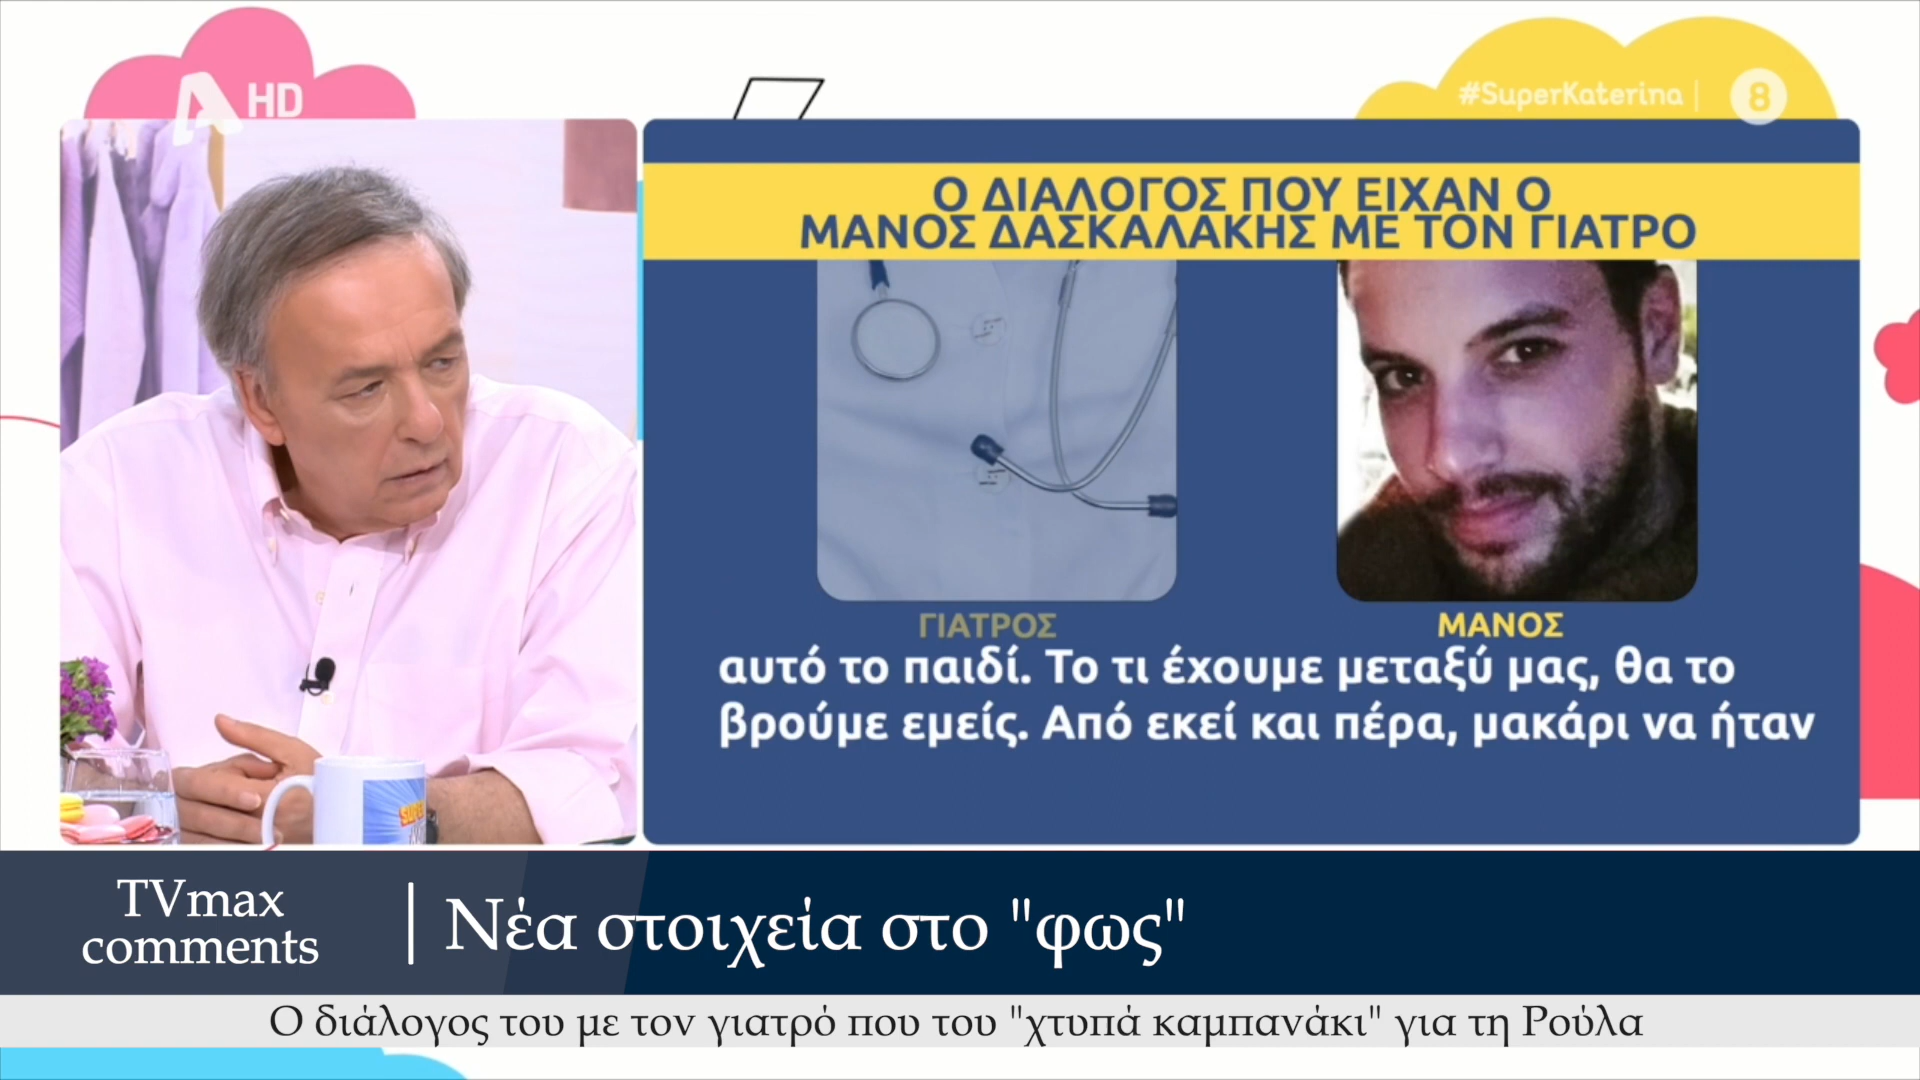 A HD
#SuperKaterina | 8
Ο ΔΙΑΛΟΓΟΣ ΠΟΥ ΕΙΧΑΝ Ο
ΜΑΝΟΣ ΔΑΣΚΑΛΑΚΗΣ ΜΕ ΤΟΝ ΓΙΑΤΡΟ
ΓΙΑΤΡΟΣ
ΜΑΝΟΣ
αυτό το παιδί. Το τι έχουμε μεταξύ μας, θα το
βρούμε εμείς. Από εκεί και πέρα, μακάρι να ήταν
SUPER
TVmax
comments
Νέα στοιχεία στο "φως"
Ο διάλογος του με τον γιατρό που του "χτυπά καμπανάκι" για τη Ρούλα